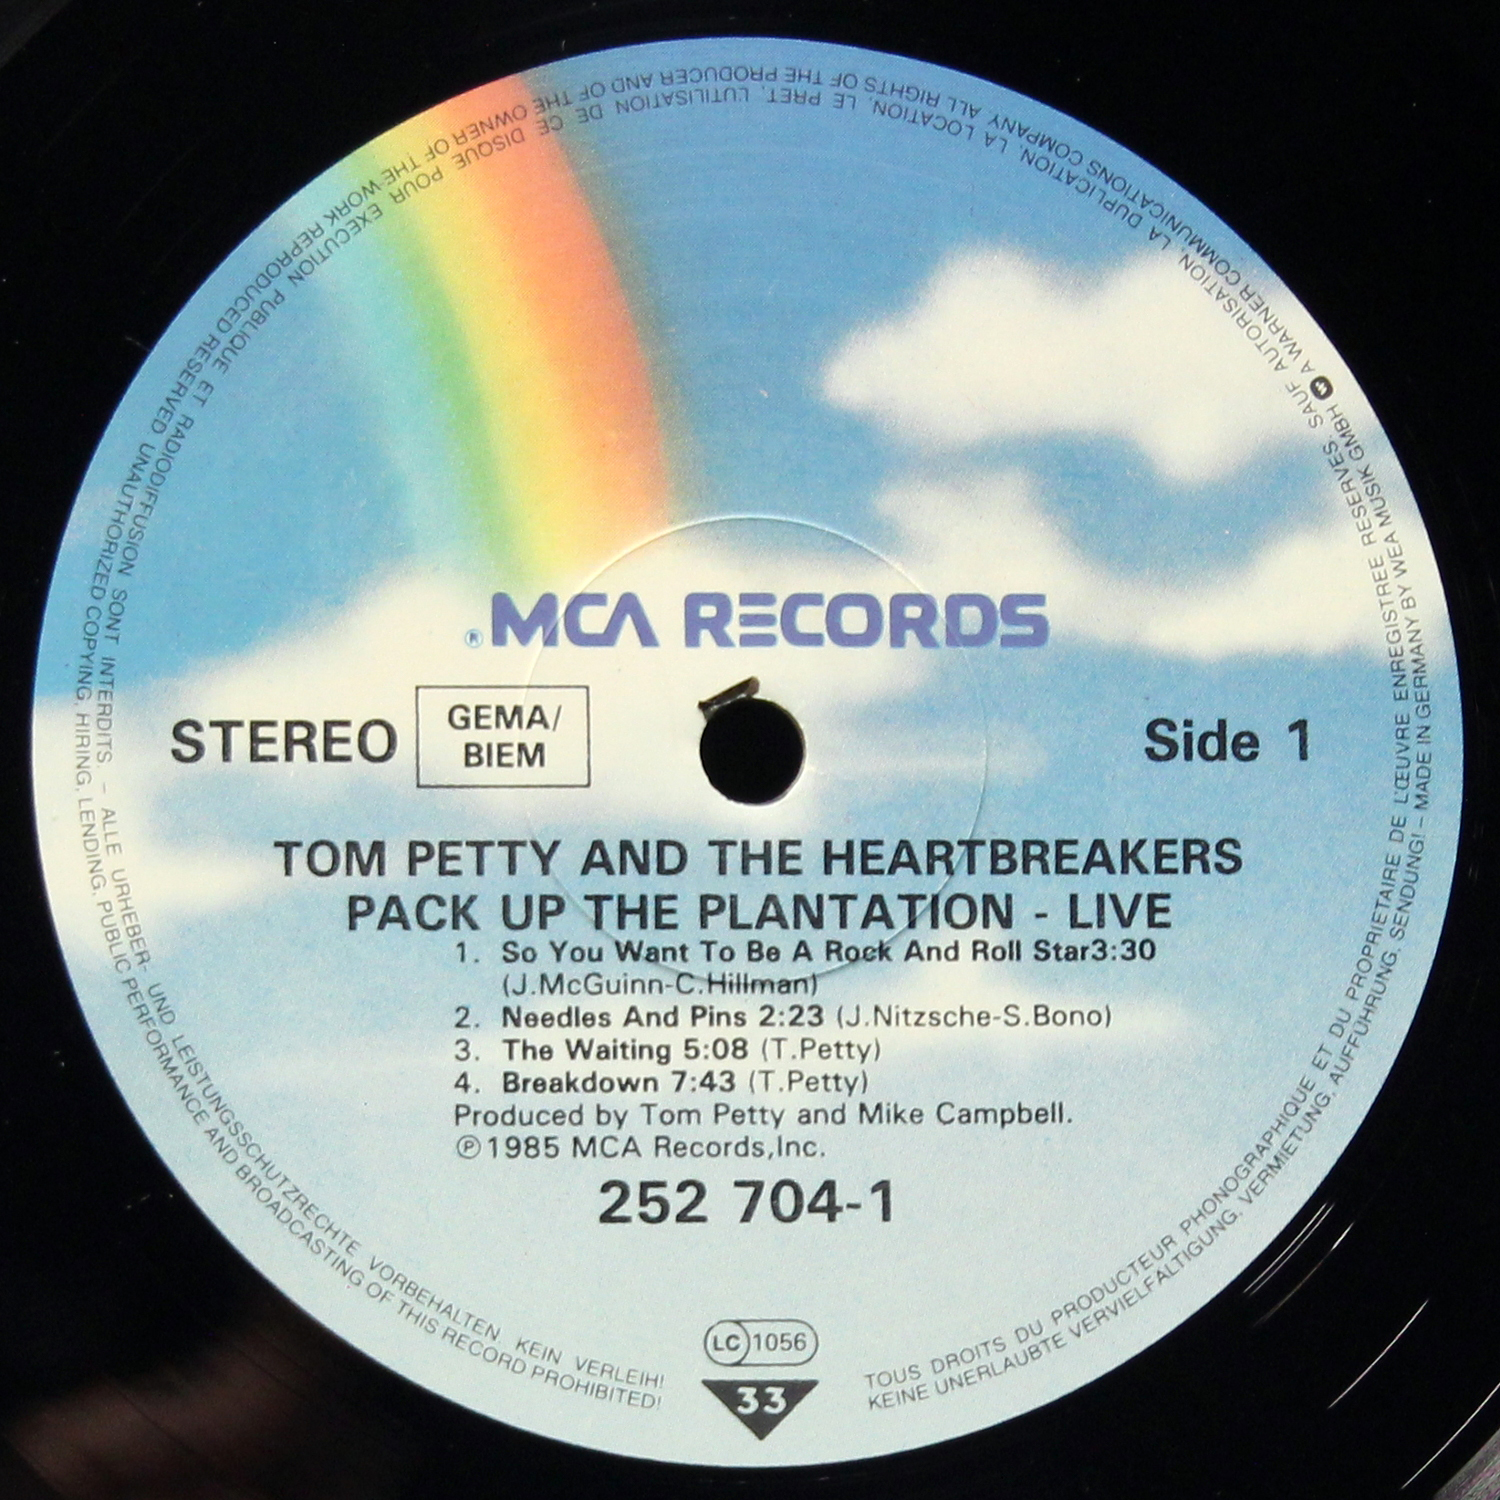 ® MCA RECORDS
STEREO
GEMA/
BIEM
Side 1
TOM PETTY AND THE HEARTBREAKERS
PACK UP THE PLANTATION - LIVE
1. So You Want To Be A Rock And Roll Star3:30
(J.McGuinn-C.Hillman)
2. Needles And Pins 2:23 (J.Nitzsche-S.Bono)
3. The Waiting 5:08 (T.Petty)
4. Breakdown 7:43 (T.Petty)
Produced by Tom Petty and Mike Campbell.
℗1985 MCA Records,Inc.
252 704-1
LC 1056
33
TOUS DROITS DU PRODUCTEUR PHONOGRAPHIQUE ET DU PROPRIETAIRE DE L'ŒUVRE ENREGISTREE RESERVES. SAUF AUTORISATION, LA DUPLICATION, LA LOCATION, LE PRET, L'UTILISATION DE CE DISQUE POUR EXECUTION PUBLIQUE ET RADIODIFFUSION SONT INTERDITS. – ALLE URHEBER- UND LEISTUNGSSCHUTZRECHTE VORBEHALTEN. KEIN VERLEIH!
KEINE UNERLAUBTE VERVIELFÄLTIGUNG, VERMIETUNG, AUFFÜHRUNG, SENDUNG! – MADE IN GERMANY BY WEA MUSIK GMBH A WARNER COMMUNICATIONS COMPANY ALL RIGHTS OF THE PRODUCER AND OF THE OWNER OF THE WORK REPRODUCED RESERVED UNAUTHORIZED COPYING, HIRING, LENDING, PUBLIC PERFORMANCE AND BROADCASTING OF THIS RECORD PROHIBITED!